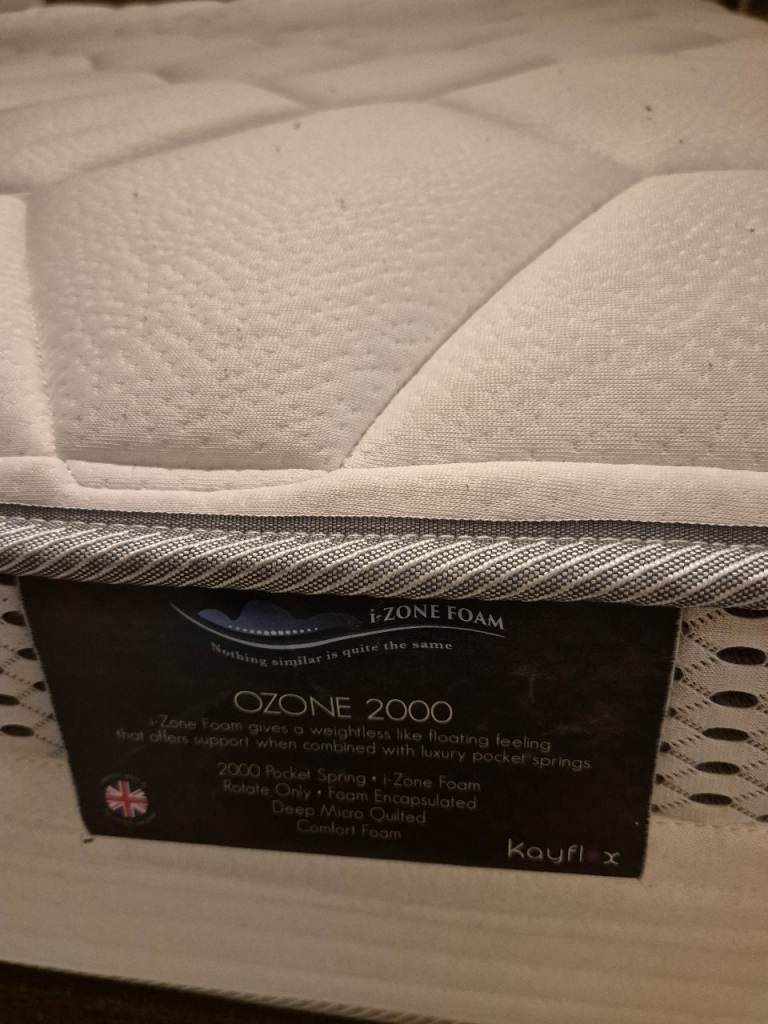 i-ZONE FOAM
Nothing similar is quite the same
OZONE 2000
i-Zone Foam gives a weightless like floating feeling
that offers support when combined with luxury pocket springs.
2000 Pocket Spring • i-Zone Foam
Rotate Only • Foam Encapsulated
Deep Micro Quilted
Comfort Foam
Kayflex